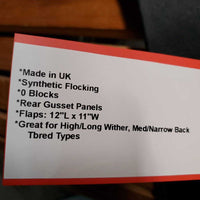 *Made in UK
*Synthetic Flocking
*0 Blocks
*Rear Gusset Panels
*Flaps: 12"L x 11"W
*Great for High/Long Wither, Med/Narrow Back
Tbred Types